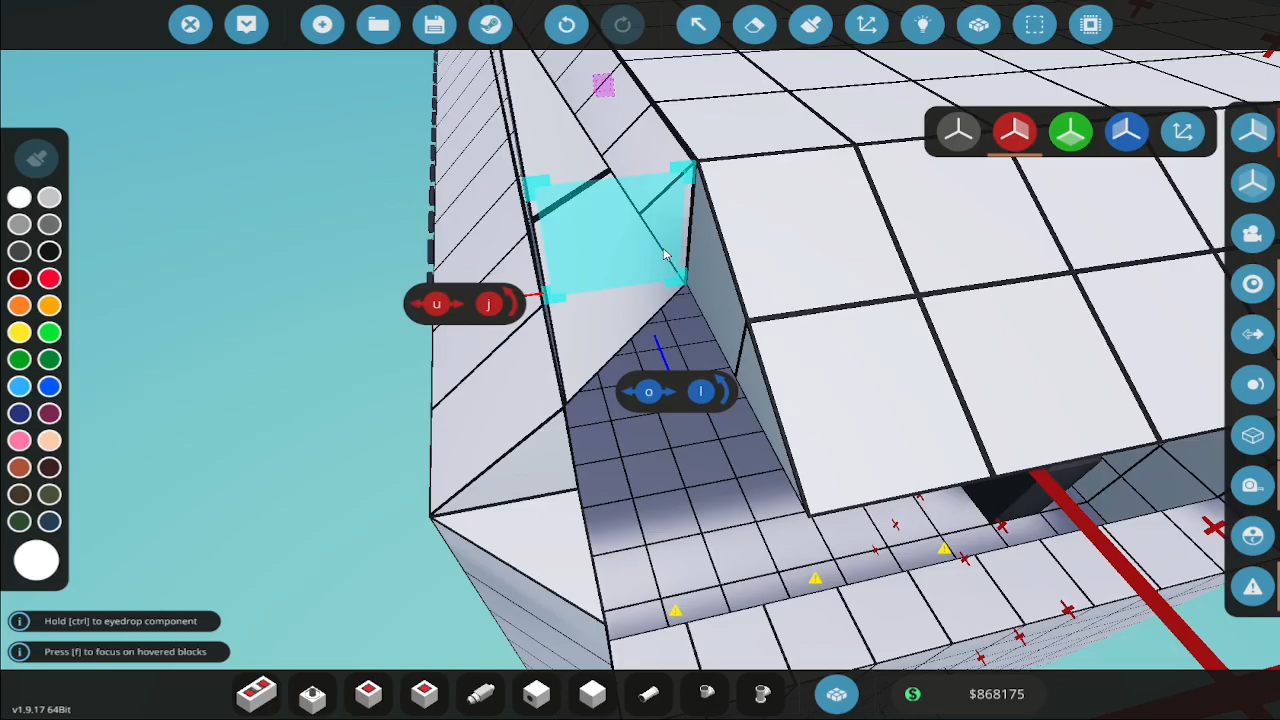 u j
o l
Hold [ctrl] to eyedrop component
Press [f] to focus on hovered blocks
$868175
v1.9.17 64Bit